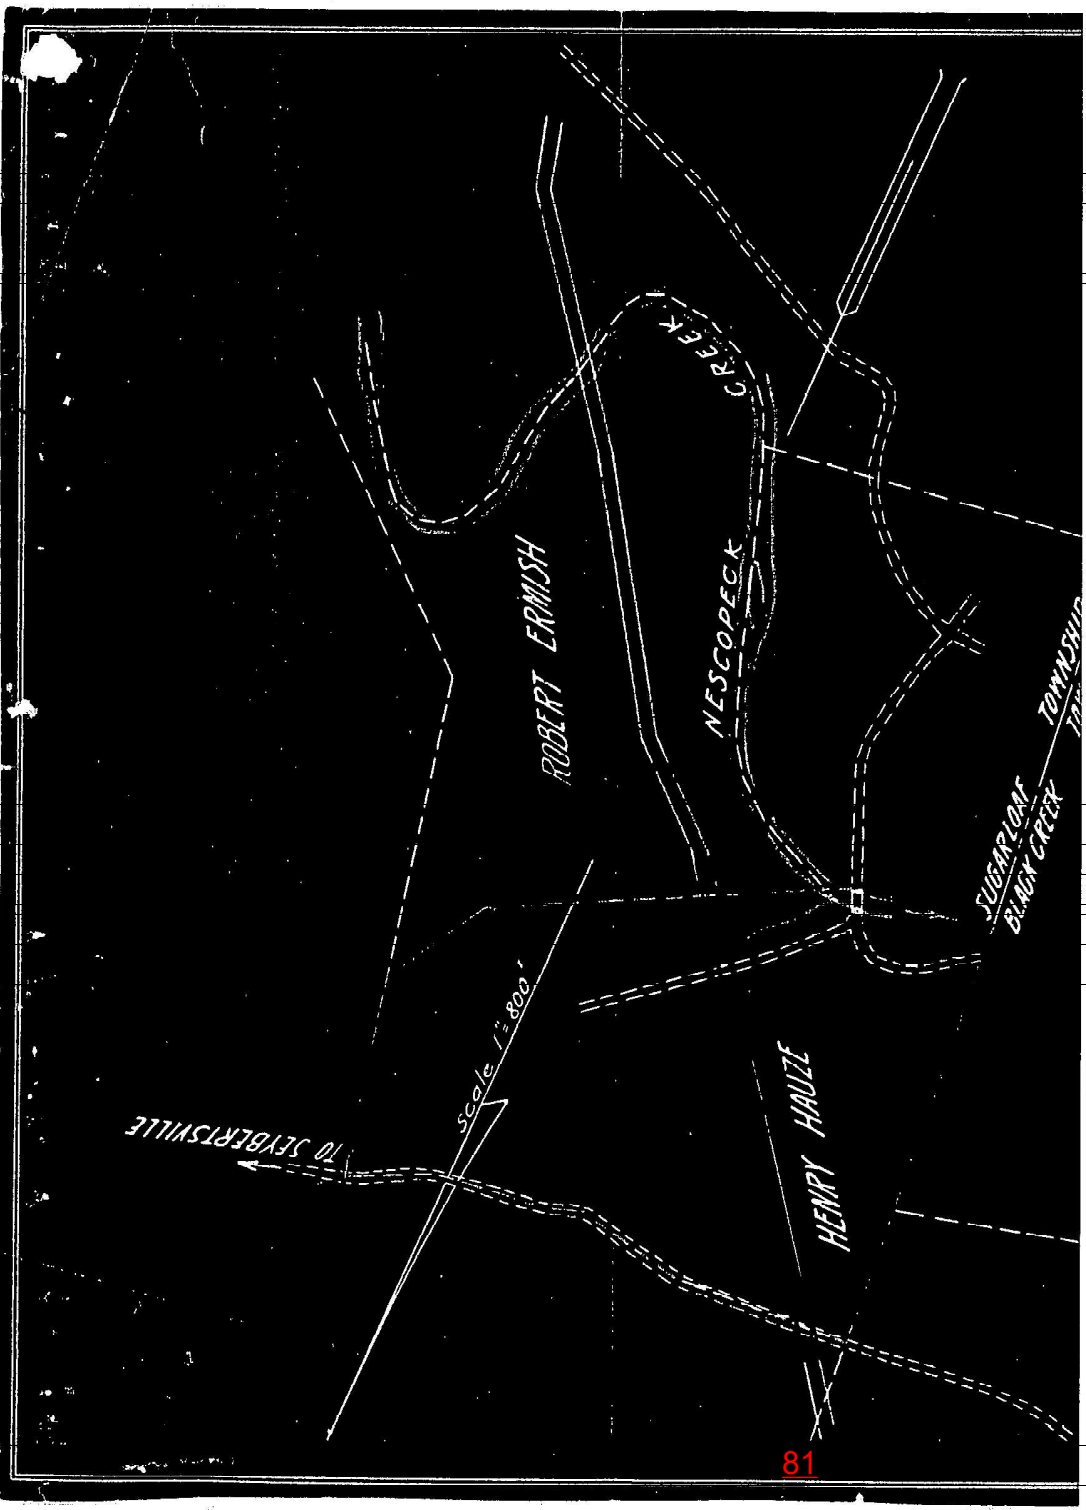 CREEK
NESCOPECK
ROBERT ERMISH
TOWNSHIP
SUGARLOAF
BLACK CREEK
Scale 1"=800'
TO SEYBERTSVILLE
HENRY HAUZE
81